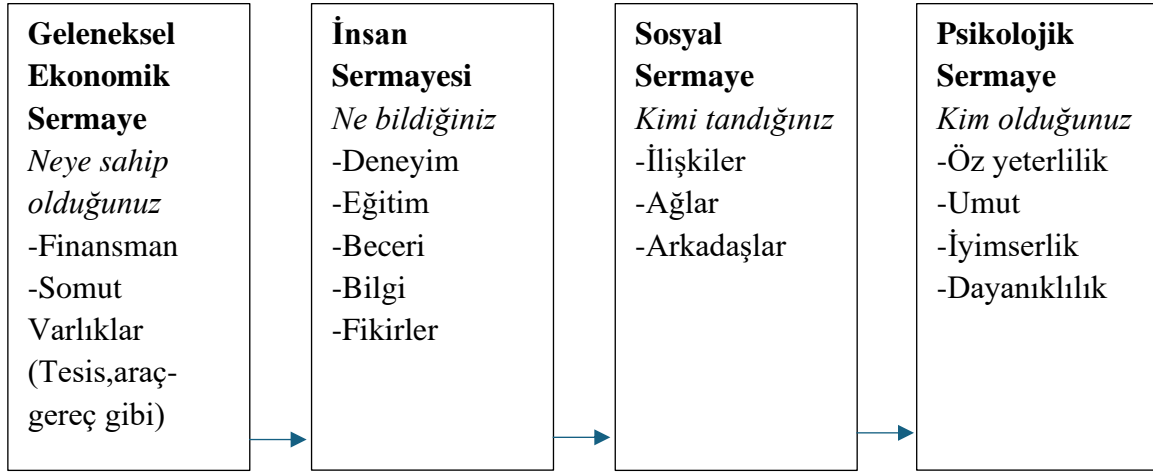 Geleneksel
Ekonomik
Sermaye
Neye sahip
olduğunuz
-Finansman
-Somut
Varlıklar
(Tesis,araç-
gereç gibi)
İnsan
Sermayesi
Ne bildiğiniz
-Deneyim
-Eğitim
-Beceri
-Bilgi
-Fikirler
Sosyal
Sermaye
Kimi tandığınız
-İlişkiler
-Ağlar
-Arkadaşlar
Psikolojik
Sermaye
Kim olduğunuz
-Öz yeterlilik
-Umut
-İyimserlik
-Dayanıklılık